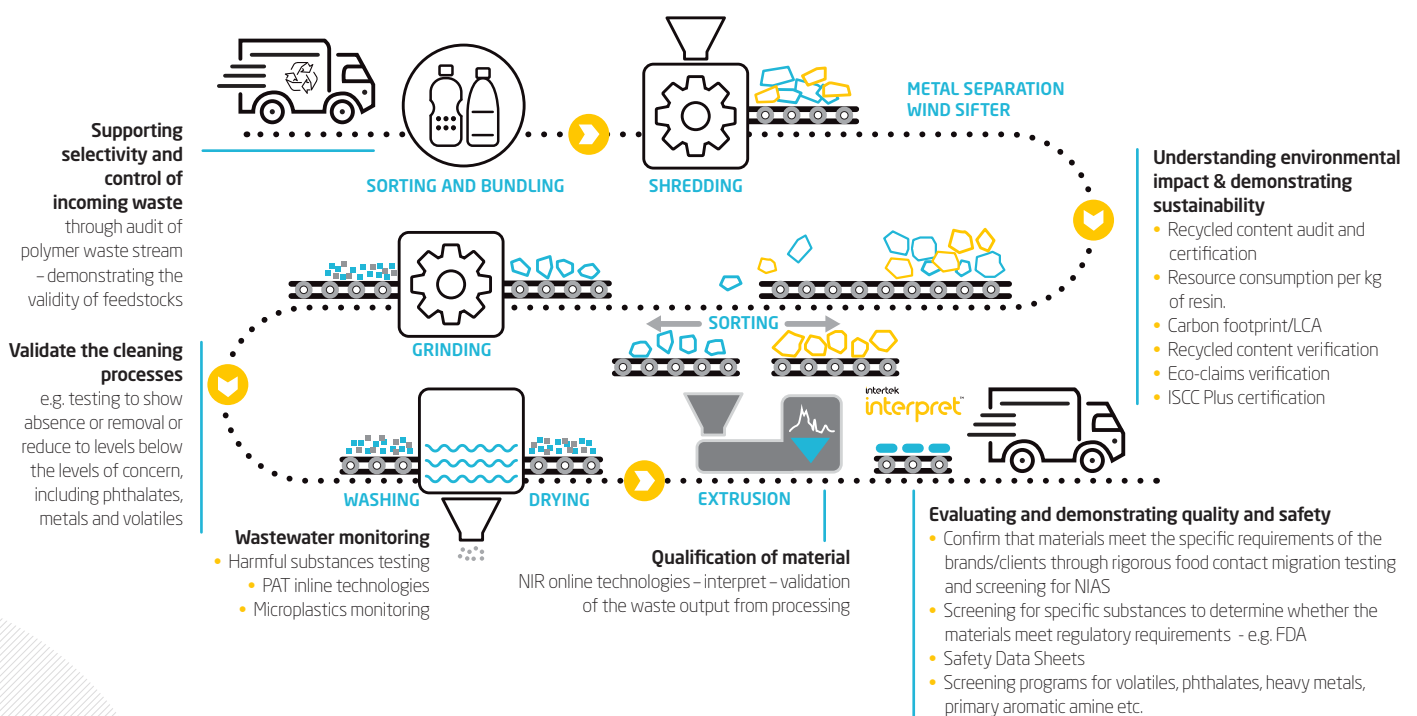 METAL SEPARATION
WIND SIFTER
Supporting
selectivity and
control of
incoming waste
through audit of
polymer waste stream
– demonstrating the
validity of feedstocks
SORTING AND BUNDLING
SHREDDING
Understanding environmental
impact & demonstrating
sustainability
• Recycled content audit and
certification
• Resource consumption per kg
of resin.
• Carbon footprint/LCA
• Recycled content verification
• Eco-claims verification
• ISCC Plus certification
SORTING
GRINDING
Validate the cleaning
processes
e.g. testing to show
absence or removal or
reduce to levels below
the levels of concern,
including phthalates,
metals and volatiles
intertek
interpret™
WASHING
DRYING
EXTRUSION
Wastewater monitoring
• Harmful substances testing
• PAT inline technologies
• Microplastics monitoring
Qualification of material
NIR online technologies – interpret – validation
of the waste output from processing
Evaluating and demonstrating quality and safety
• Confirm that materials meet the specific requirements of the
brands/clients through rigorous food contact migration testing
and screening for NIAS
• Screening for specific substances to determine whether the
materials meet regulatory requirements - e.g. FDA
• Safety Data Sheets
• Screening programs for volatiles, phthalates, heavy metals,
primary aromatic amine etc.